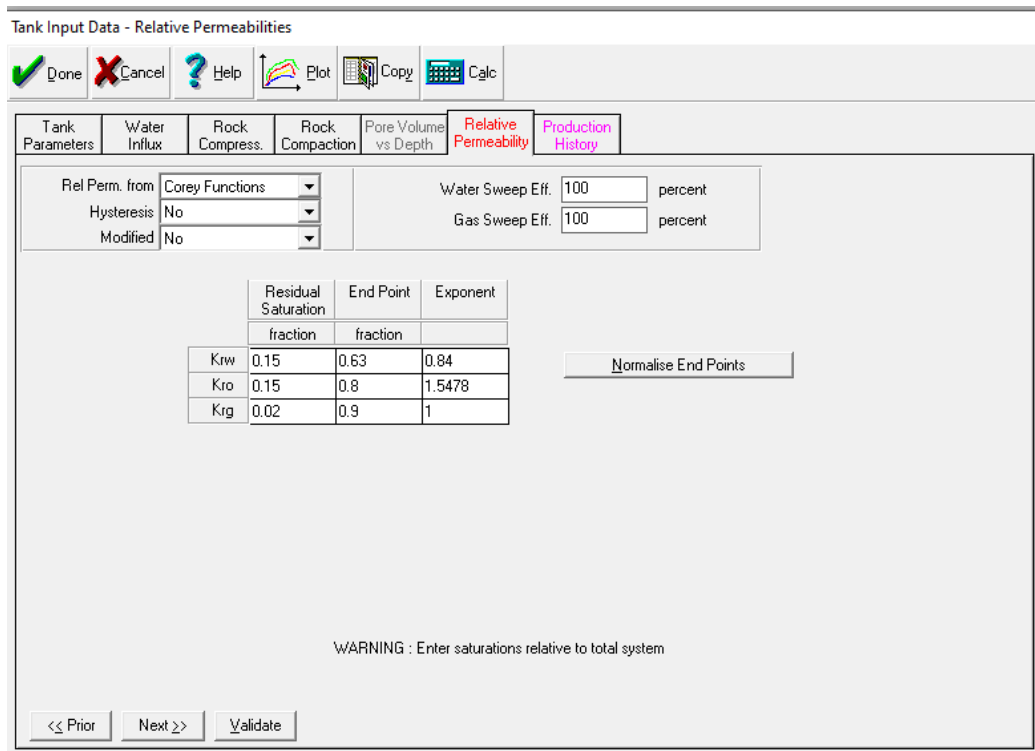 Tank Input Data - Relative Permeabilities
Done Cancel Help Plot Copy Calc
Tank Parameters
Water Influx
Rock Compress.
Rock Compaction
Pore Volume vs Depth
Relative Permeability
Production History
Rel Perm. from Corey Functions
Hysteresis No
Modified No
Water Sweep Eff. 100 percent
Gas Sweep Eff. 100 percent
Residual Saturation End Point Exponent
fraction fraction
Krw 0.15 0.63 0.84
Kro 0.15 0.8 1.5478
Krg 0.02 0.9 1
Normalise End Points
WARNING : Enter saturations relative to total system
<< Prior Next >> Validate